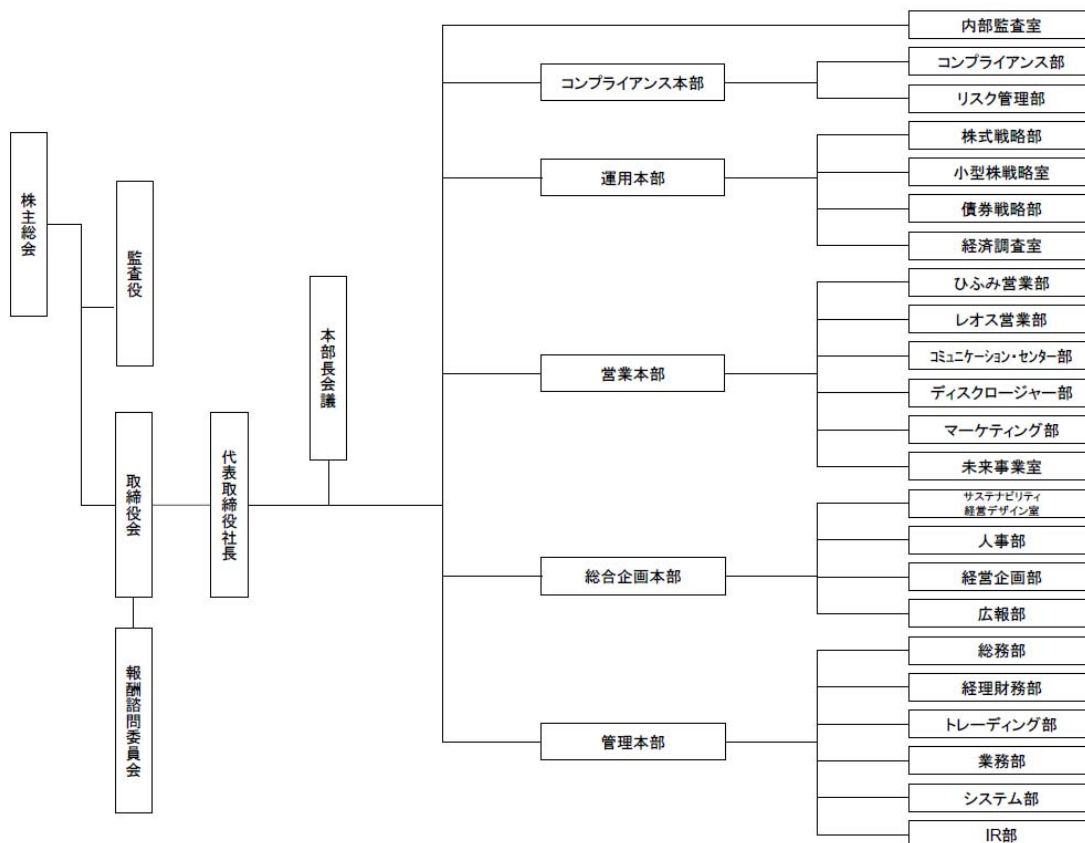 株主総会
監査役
取締役会
報酬諮問委員会
代表取締役社長
本部長会議
内部監査室
コンプライアンス本部
コンプライアンス部
リスク管理部
運用本部
株式戦略部
小型株戦略室
債券戦略部
経済調査室
営業本部
ひふみ営業部
レオス営業部
コミュニケーション・センター部
ディスクロージャー部
マーケティング部
未来事業室
総合企画本部
サステナビリティ
経営デザイン室
人事部
経営企画部
広報部
管理本部
総務部
経理財務部
トレーディング部
業務部
システム部
IR部